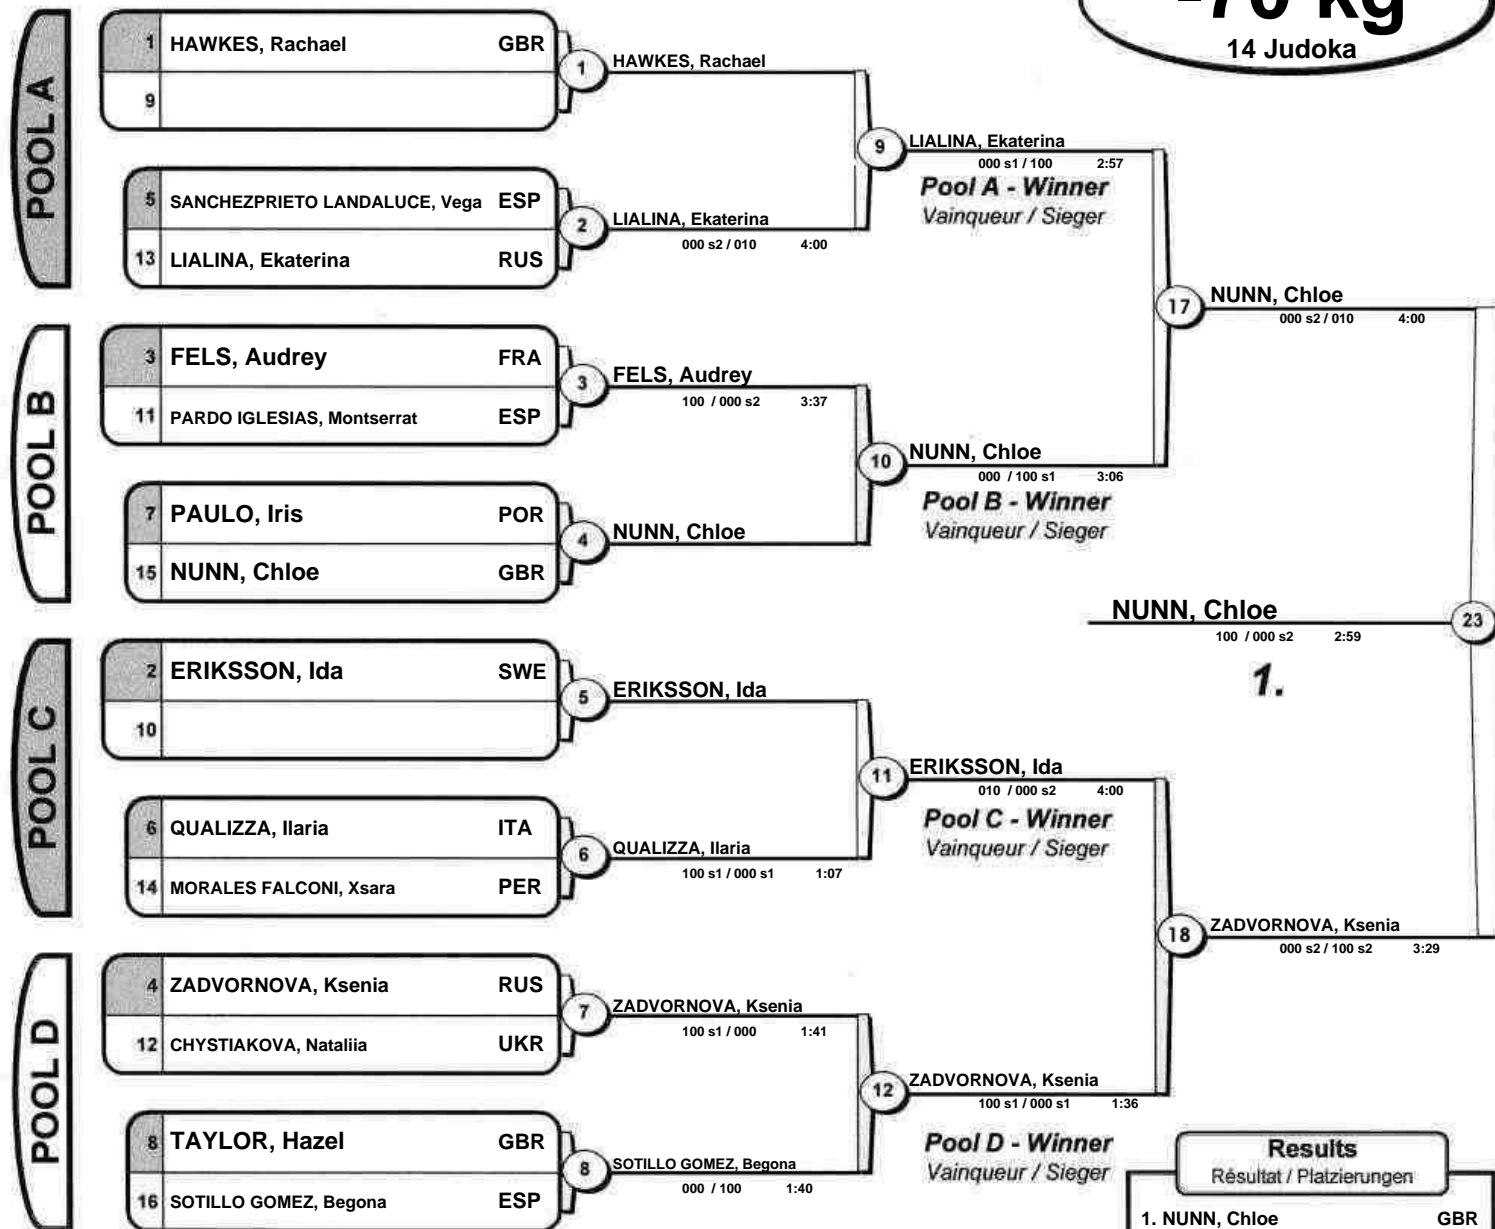 -70 kg
14 Judoka
POOL A
1 HAWKES, Rachael GBR
9
1 HAWKES, Rachael
5 SANCHEZPRIETO LANDALUCE, Vega ESP
13 LIALINA, Ekaterina RUS
2 LIALINA, Ekaterina
000 s2 / 010 4:00
9 LIALINA, Ekaterina
000 s1 / 100 2:57
Pool A - Winner
Vainqueur / Sieger
POOL B
3 FELS, Audrey FRA
11 PARDO IGLESIAS, Montserrat ESP
3 FELS, Audrey
100 / 000 s2 3:37
7 PAULO, Iris POR
15 NUNN, Chloe GBR
4 NUNN, Chloe
10 NUNN, Chloe
000 / 100 s1 3:06
Pool B - Winner
Vainqueur / Sieger
17 NUNN, Chloe
000 s2 / 010 4:00
NUNN, Chloe 23
100 / 000 s2 2:59
1.
POOL C
2 ERIKSSON, Ida SWE
10
5 ERIKSSON, Ida
6 QUALIZZA, Ilaria ITA
14 MORALES FALCONI, Xsara PER
6 QUALIZZA, Ilaria
100 s1 / 000 s1 1:07
11 ERIKSSON, Ida
010 / 000 s2 4:00
Pool C - Winner
Vainqueur / Sieger
POOL D
4 ZADVORNOVA, Ksenia RUS
12 CHYSTIAKOVA, Nataliia UKR
7 ZADVORNOVA, Ksenia
100 s1 / 000 1:41
8 TAYLOR, Hazel GBR
16 SOTILLO GOMEZ, Begona ESP
8 SOTILLO GOMEZ, Begona
000 / 100 1:40
12 ZADVORNOVA, Ksenia
100 s1 / 000 s1 1:36
Pool D - Winner
Vainqueur / Sieger
18 ZADVORNOVA, Ksenia
000 s2 / 100 s2 3:29
Results
Résultat / Platzierungen
1. NUNN, Chloe GBR